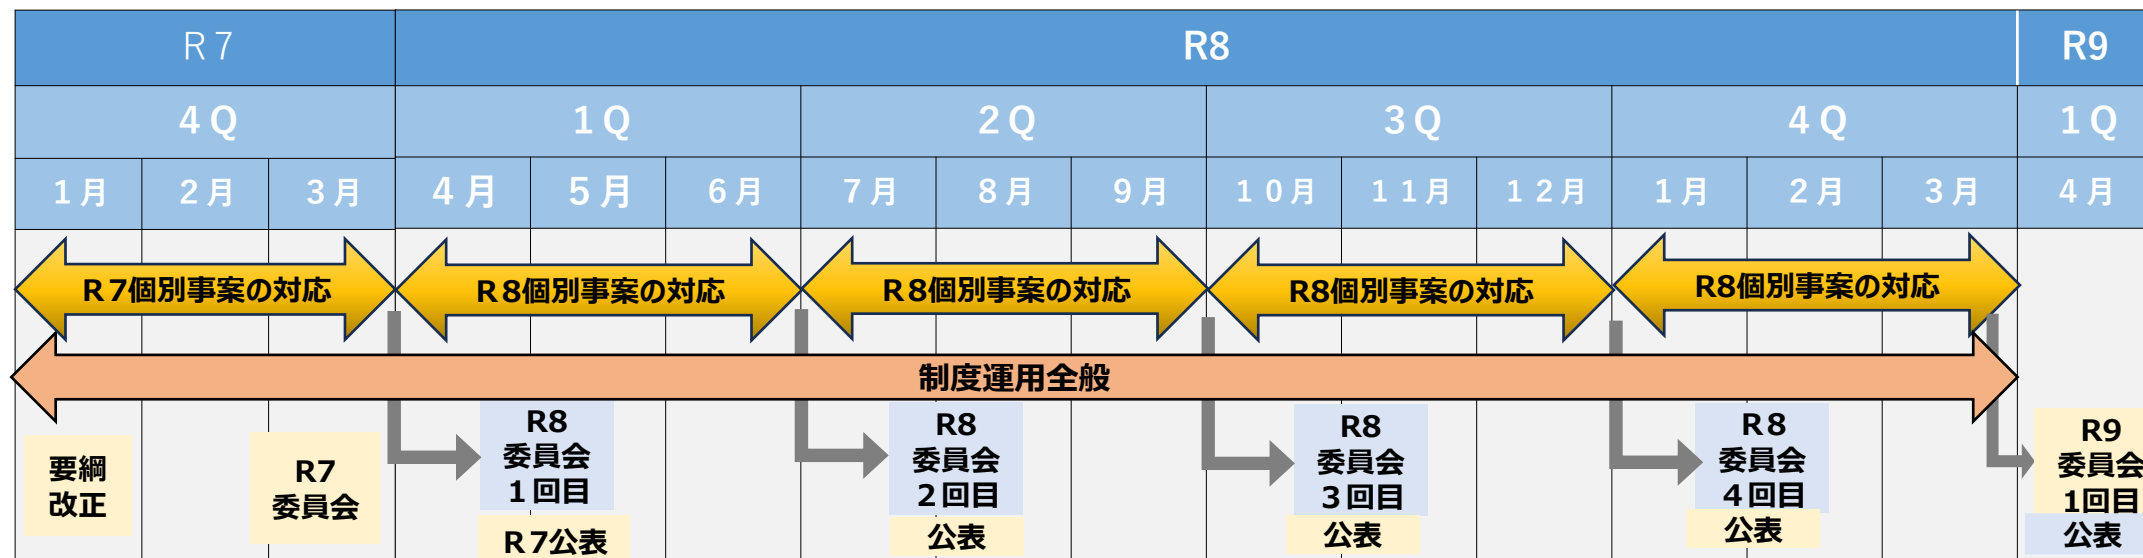 R7 R8 R9
4Q 1Q 2Q 3Q 4Q 1Q
1月 2月 3月 4月 5月 6月 7月 8月 9月 10月 11月 12月 1月 2月 3月 4月
R7個別事案の対応 R8個別事案の対応 R8個別事案の対応 R8個別事案の対応 R8個別事案の対応
制度運用全般
要綱
改正
R7
委員会
R8
委員会
1回目
R7公表
R8
委員会
2回目
公表
R8
委員会
3回目
公表
R8
委員会
4回目
公表
R9
委員会
1回目
公表